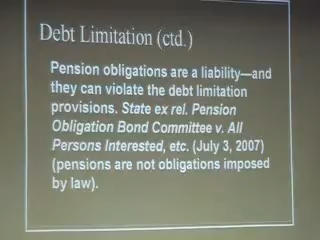 Debt Limitation (ctd.)
Pension obligations are a liability—and
they can violate the debt limitation
provisions. State ex rel. Pension
Obligation Bond Committee v. All
Persons Interested, etc. (July 3, 2007)
(pensions are not obligations imposed
by law).